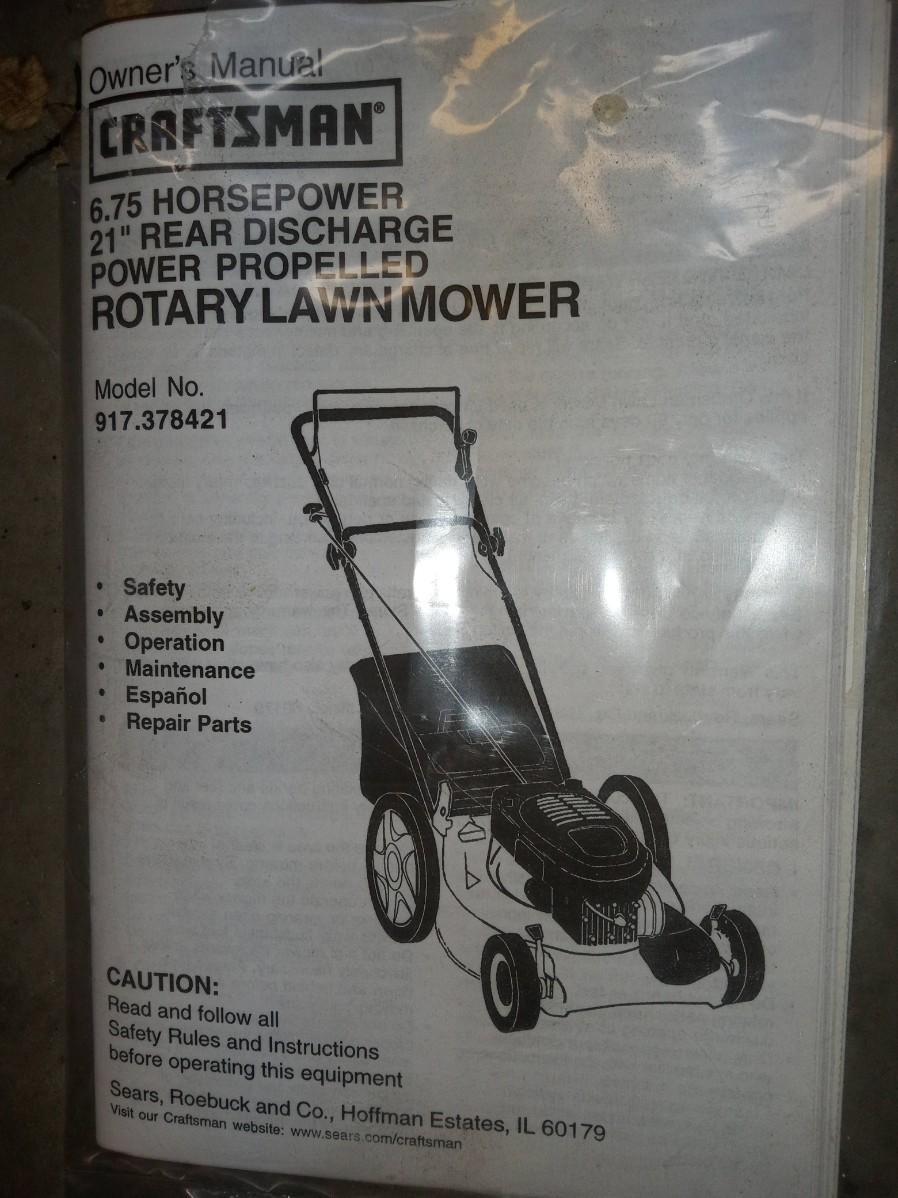 Owner's Manual
CRAFTSMAN®
6.75 HORSEPOWER
21" REAR DISCHARGE
POWER PROPELLED
ROTARY LAWN MOWER
Model No.
917.378421
• Safety
• Assembly
• Operation
• Maintenance
• Español
• Repair Parts
CAUTION:
Read and follow all
Safety Rules and Instructions
before operating this equipment
Sears, Roebuck and Co., Hoffman Estates, IL 60179
Visit our Craftsman website: www.sears.com/craftsman